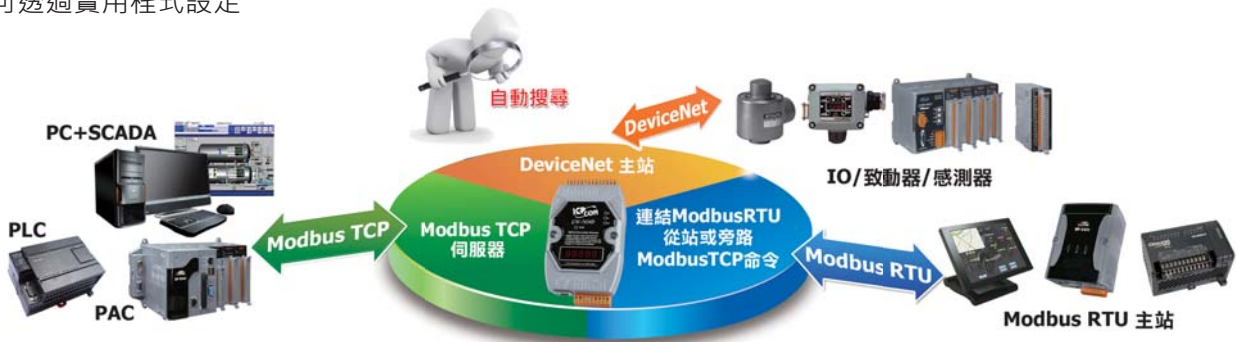 可透過實用程式設定
自動搜尋
PC+SCADA
PLC
PAC
Modbus TCP
DeviceNet
DeviceNet 主站
Modbus TCP
伺服器
連結ModbusRTU
從站或旁路
ModbusTCP命令
IO/致動器/感測器
Modbus RTU
Modbus RTU 主站
ICP CON